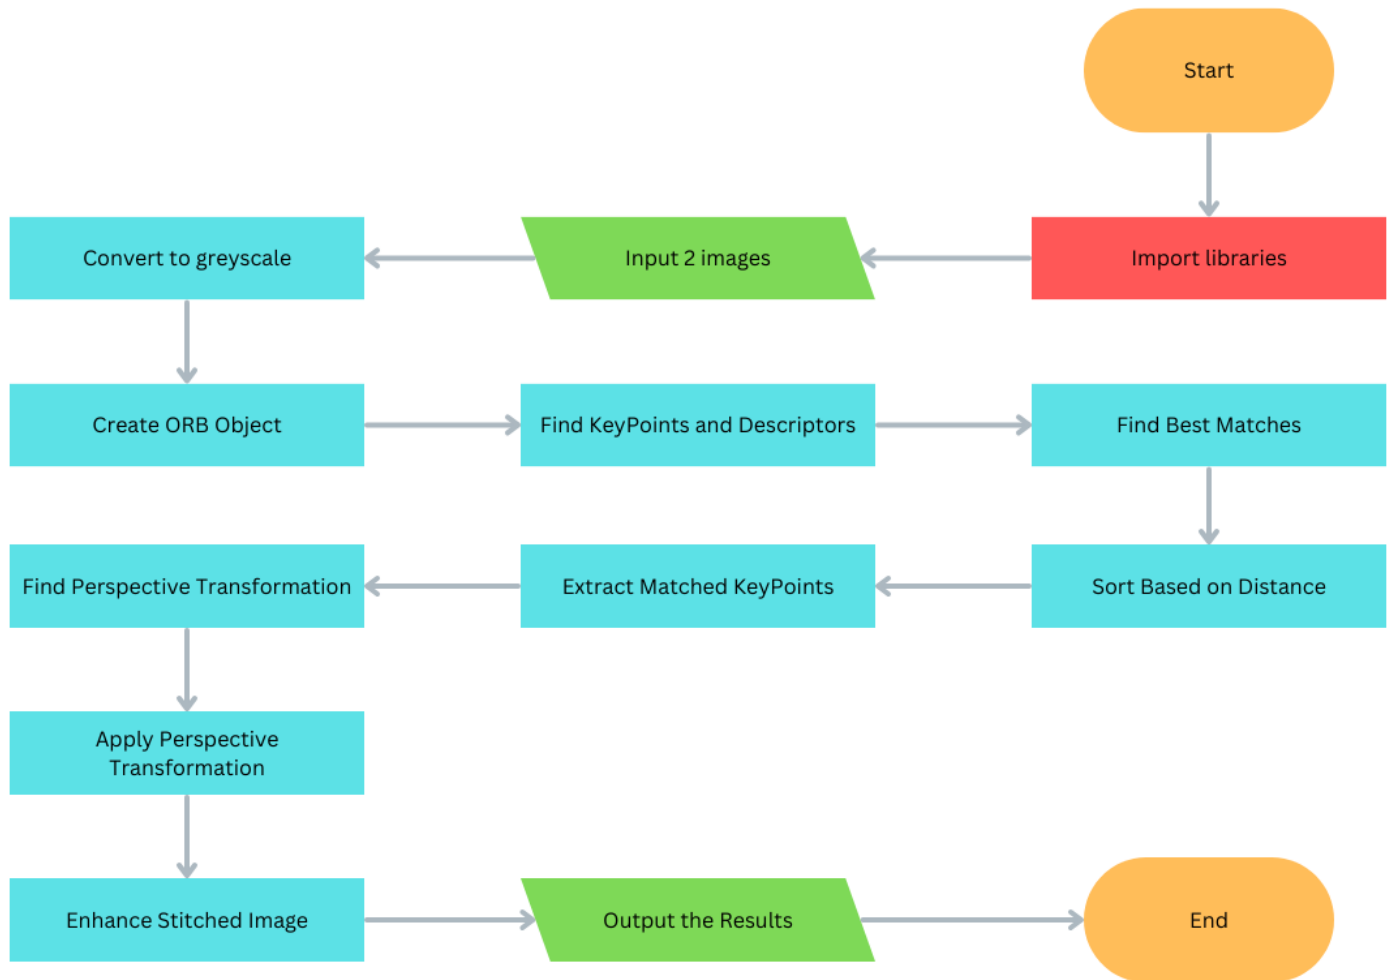 Start
Import libraries
Input 2 images
Convert to greyscale
Create ORB Object
Find KeyPoints and Descriptors
Find Best Matches
Sort Based on Distance
Extract Matched KeyPoints
Find Perspective Transformation
Apply Perspective
Transformation
Enhance Stitched Image
Output the Results
End